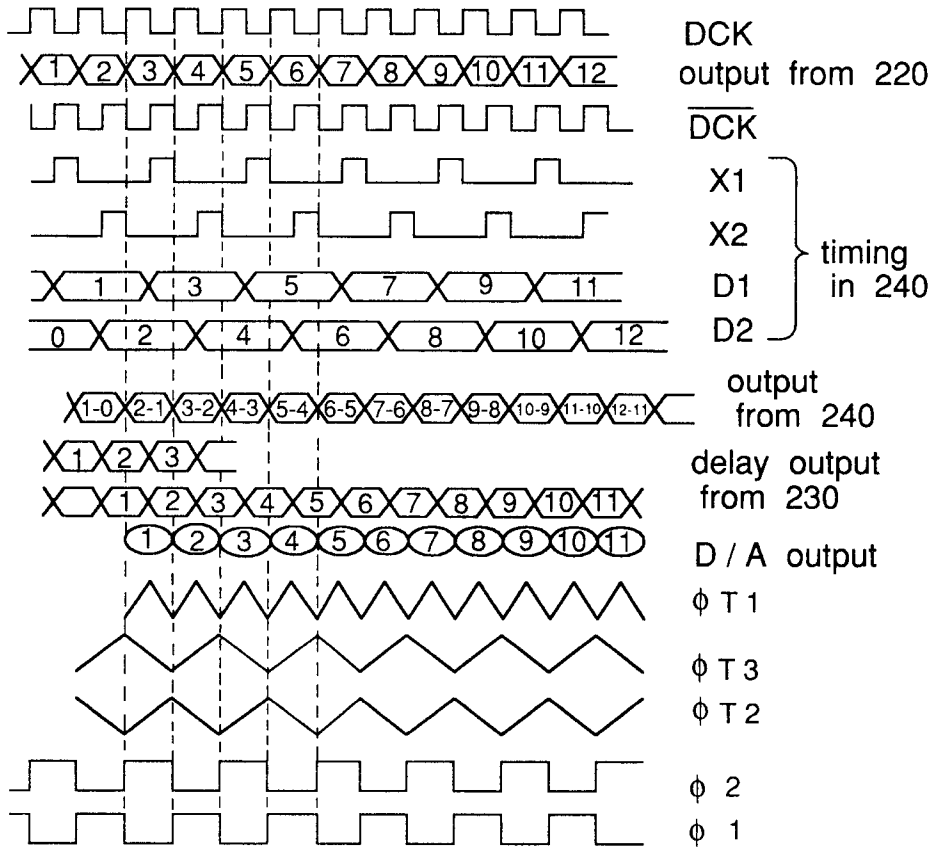 DCK
1 2 3 4 5 6 7 8 9 10 11 12 output from 220
DCK
X1
X2
timing
in 240
1 3 5 7 9 11 D1
0 2 4 6 8 10 12 D2
output
from 240
1-0 2-1 3-2 4-3 5-4 6-5 7-6 8-7 9-8 10-9 11-10 12-11
1 2 3
delay output
from 230
1 2 3 4 5 6 7 8 9 10 11
1 2 3 4 5 6 7 8 9 10 11 D / A output
ϕ T 1
ϕ T 3
ϕ T 2
ϕ 2
ϕ 1